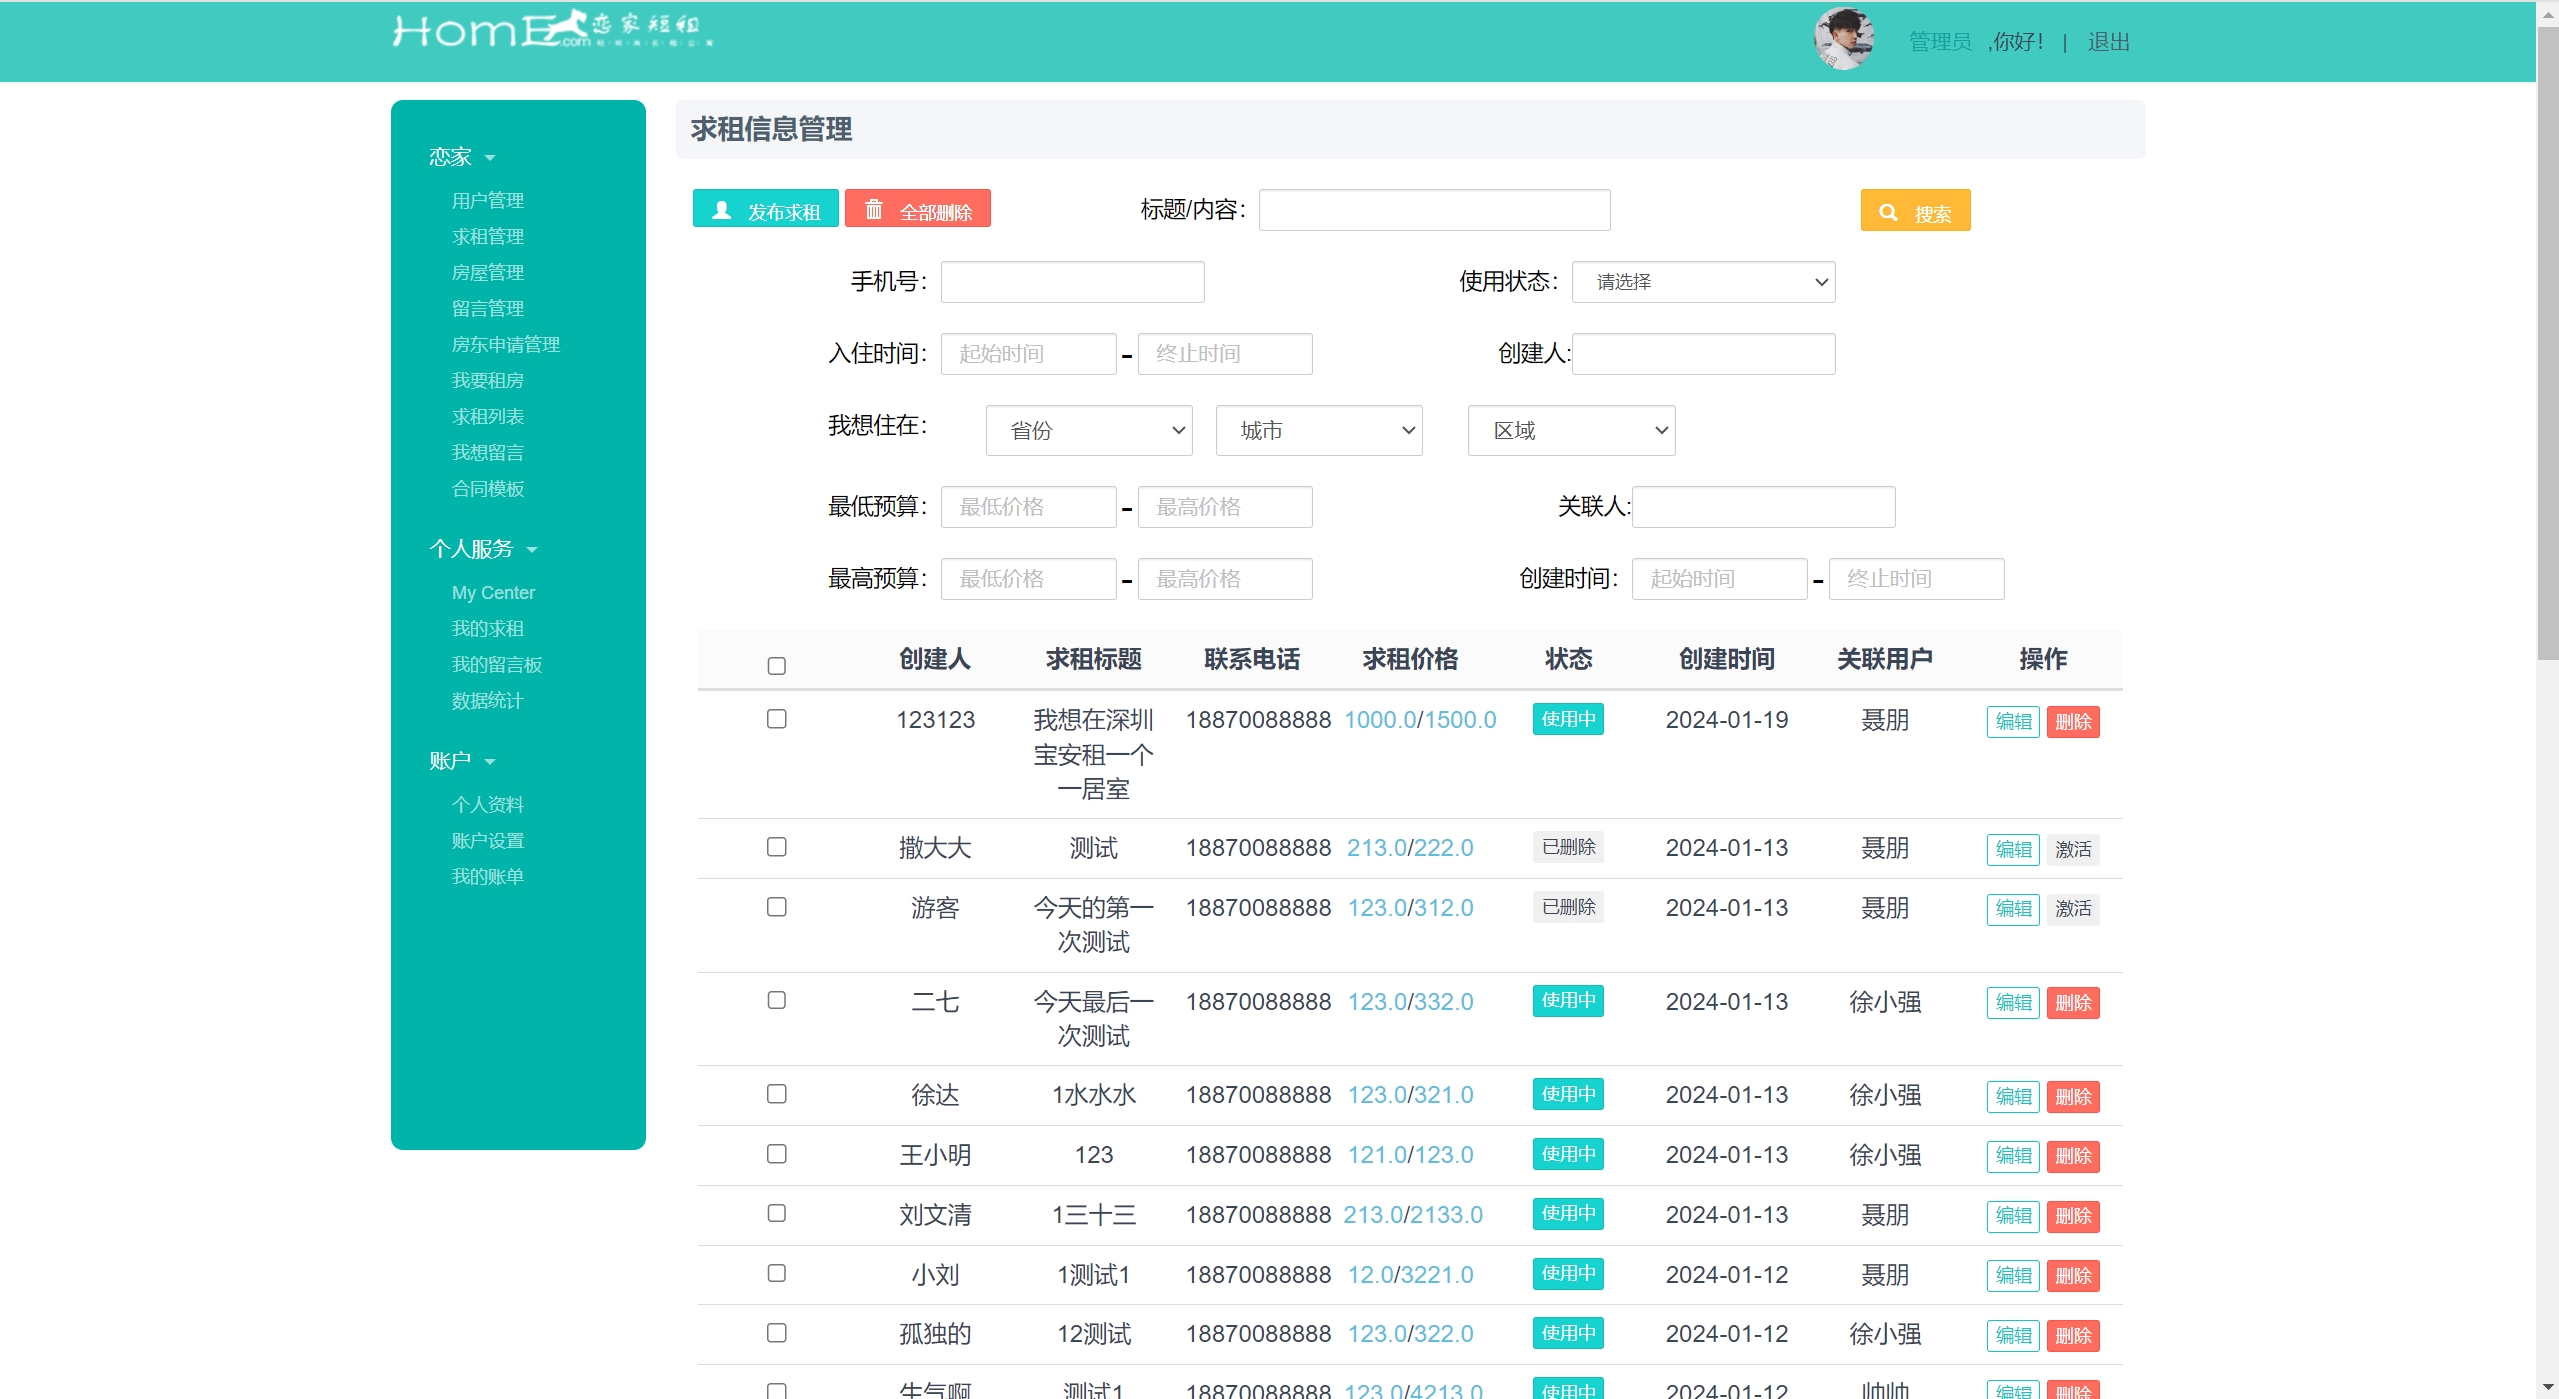 HomE.com 恋家短租
管理员 ,你好! | 退出
恋家
用户管理
求租管理
房屋管理
留言管理
房东申请管理
我要租房
求租列表
我想留言
合同模板
个人服务
My Center
我的求租
我的留言板
数据统计
账户
个人资料
账户设置
我的账单
求租信息管理
发布求租 全部删除 标题/内容: 搜索
手机号: 使用状态: 请选择
入住时间: 起始时间 - 终止时间 创建人:
我想住在: 省份 城市 区域
最低预算: 最低价格 - 最高价格 关联人:
最高预算: 最低价格 - 最高价格 创建时间: 起始时间 - 终止时间
创建人 求租标题 联系电话 求租价格 状态 创建时间 关联用户 操作
123123 我想在深圳 18870088888 1000.0/1500.0 使用中 2024-01-19 聂朋 编辑 删除
宝安租一个
一居室
撒大大 测试 18870088888 213.0/222.0 已删除 2024-01-13 聂朋 编辑 激活
游客 今天的第一 18870088888 123.0/312.0 已删除 2024-01-13 聂朋 编辑 激活
次测试
二七 今天最后一 18870088888 123.0/332.0 使用中 2024-01-13 徐小强 编辑 删除
次测试
徐达 1水水水 18870088888 123.0/321.0 使用中 2024-01-13 徐小强 编辑 删除
王小明 123 18870088888 121.0/123.0 使用中 2024-01-13 徐小强 编辑 删除
刘文清 1三十三 18870088888 213.0/2133.0 使用中 2024-01-13 聂朋 编辑 删除
小刘 1测试1 18870088888 12.0/3221.0 使用中 2024-01-12 聂朋 编辑 删除
孤独的 12测试 18870088888 123.0/322.0 使用中 2024-01-12 徐小强 编辑 删除
生气啊 测试1 18870088888 123.0/4213.0 使用中 2024-01-12 帅帅 编辑 删除